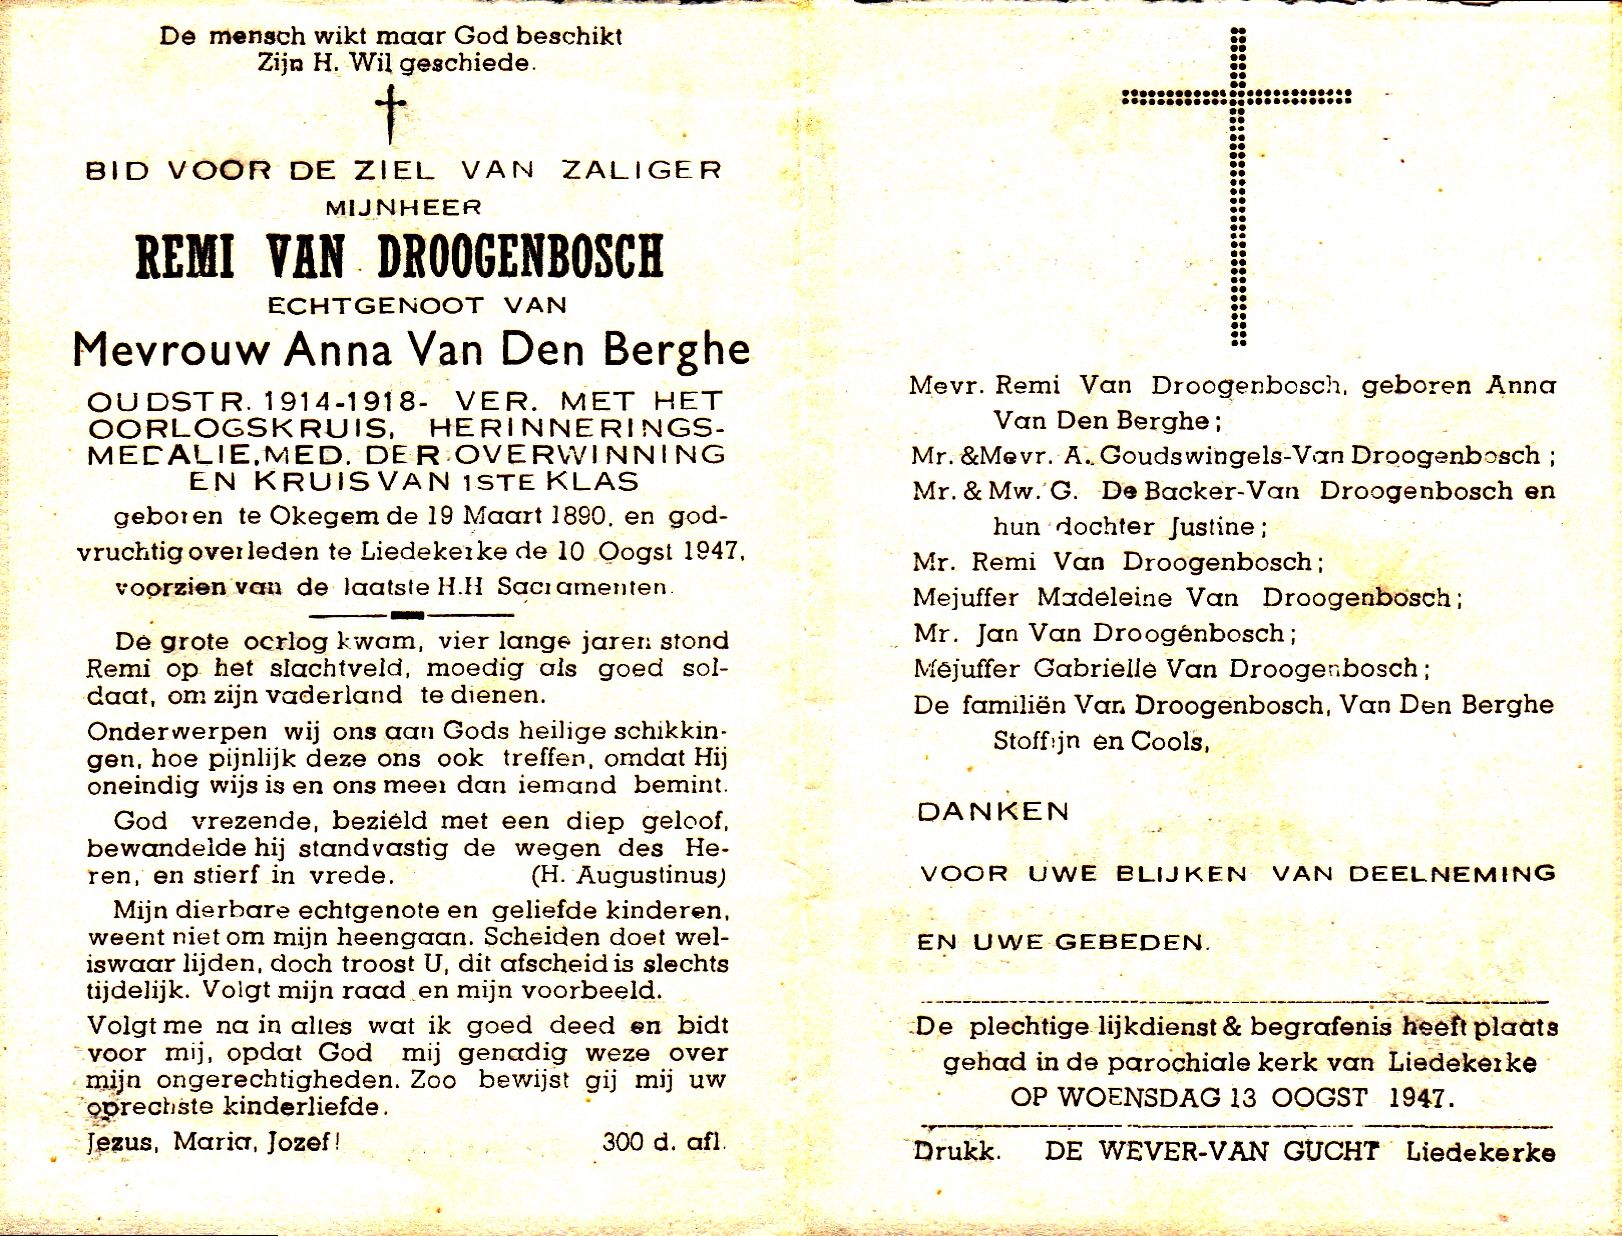 De mensch wikt maar God beschikt
Zijn H. Wil geschiede.
BID VOOR DE ZIEL VAN ZALIGER
MIJNHEER
REMI VAN DROOGENBOSCH
ECHTGENOOT VAN
Mevrouw Anna Van Den Berghe
OUDSTR. 1914-1918- VER. MET HET
OORLOGSKRUIS, HERINNERINGS-
MEDALIE, MED. DER OVERWINNING
EN KRUIS VAN 1STE KLAS
geboren te Okegem de 19 Maart 1890, en god-
vruchtig overleden te Liedekerke de 10 Oogst 1947,
voorzien van de laatste H.H Sacramenten.
De grote oorlog kwam, vier lange jaren stond
Remi op het slachtveld, moedig als goed sol-
daat, om zijn vaderland te dienen.
Onderwerpen wij ons aan Gods heilige schikkin-
gen, hoe pijnlijk deze ons ook treffen, omdat Hij
oneindig wijs is en ons meer dan iemand bemint.
God vrezende, beziéld met een diep geloof,
bewandelde hij standvastig de wegen des He-
ren, en stierf in vrede. (H. Augustinus)
Mijn dierbare echtgenote en geliefde kinderen,
weent niet om mijn heengaan. Scheiden doet wel-
iswaar lijden, doch troost U, dit afscheid is slechts
tijdelijk. Volgt mijn raad en mijn voorbeeld.
Volgt me na in alles wat ik goed deed en bidt
voor mij, opdat God mij genadig weze over
mijn ongerechtigheden. Zoo bewijst gij mij uw
oprechste kinderliefde.
Jezus, Maria, Jozef! 300 d. afl.
Mevr. Remi Van Droogenbosch, geboren Anna
Van Den Berghe;
Mr. & Mevr. A. Goudswingels-Van Droogenbosch;
Mr. & Mw. G. De Backer-Van Droogenbosch en
hun dochter Justine;
Mr. Remi Van Droogenbosch;
Mejuffer Madeleine Van Droogenbosch;
Mr. Jan Van Droogénbosch;
Mejuffer Gabrielle Van Droogenbosch;
De familiën Van Droogenbosch, Van Den Berghe
Stoffijn en Cools,
DANKEN
VOOR UWE BLIJKEN VAN DEELNEMING
EN UWE GEBEDEN.
De plechtige lijkdienst & begrafenis heeft plaats
gehad in de parochiale kerk van Liedekerke
OP WOENSDAG 13 OOGST 1947.
Drukk. DE WEVER-VAN GUCHT Liedekerke